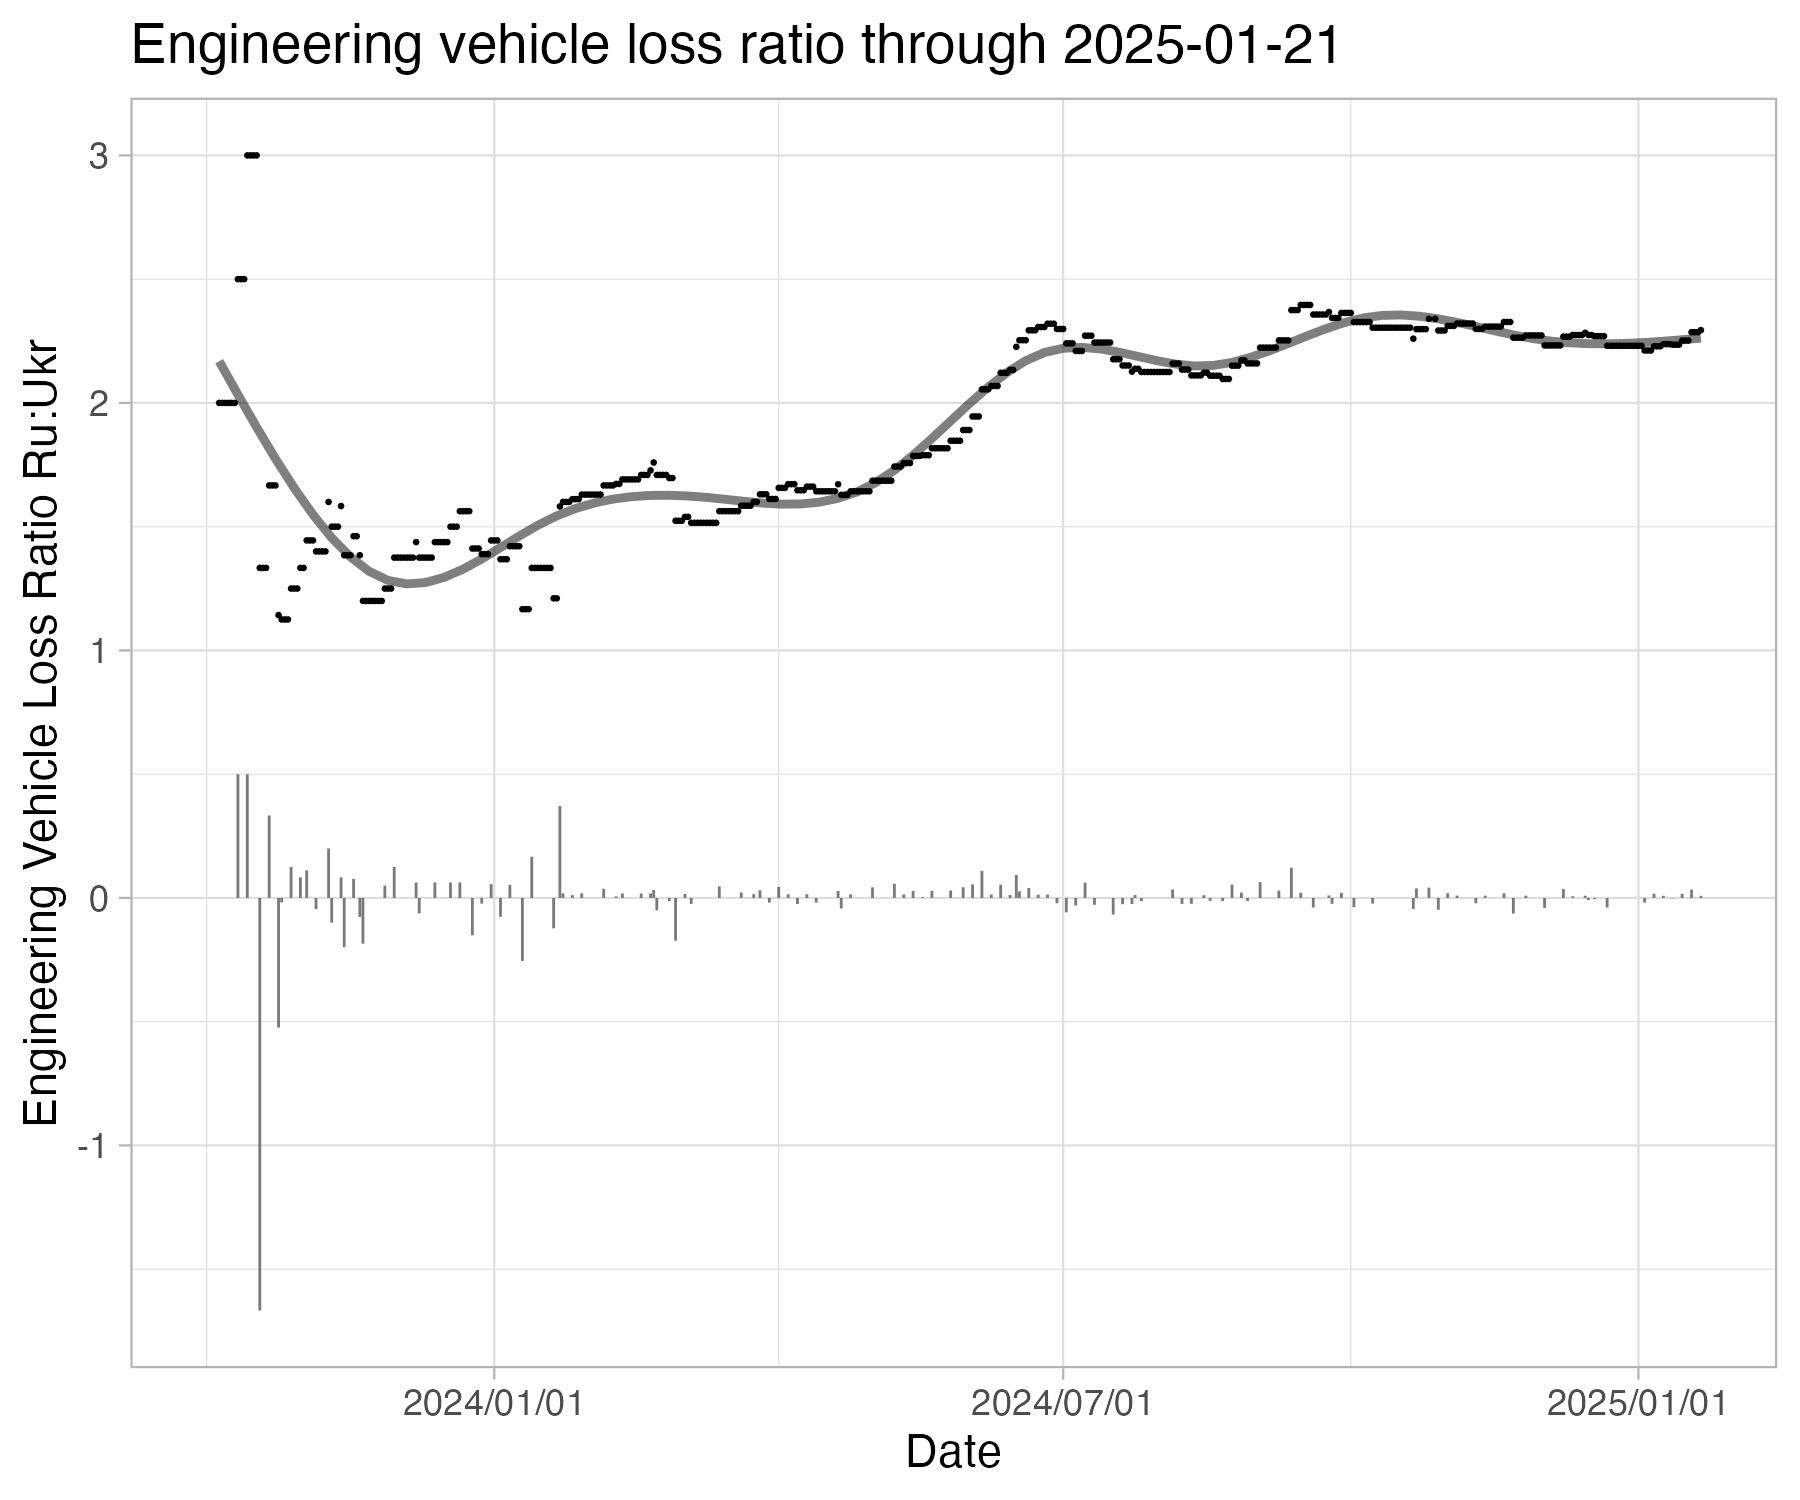 Engineering vehicle loss ratio through 2025-01-21
Engineering Vehicle Loss Ratio Ru:Ukr
3
2
1
0
-1
2024/01/01
2024/07/01
2025/01/01
Date